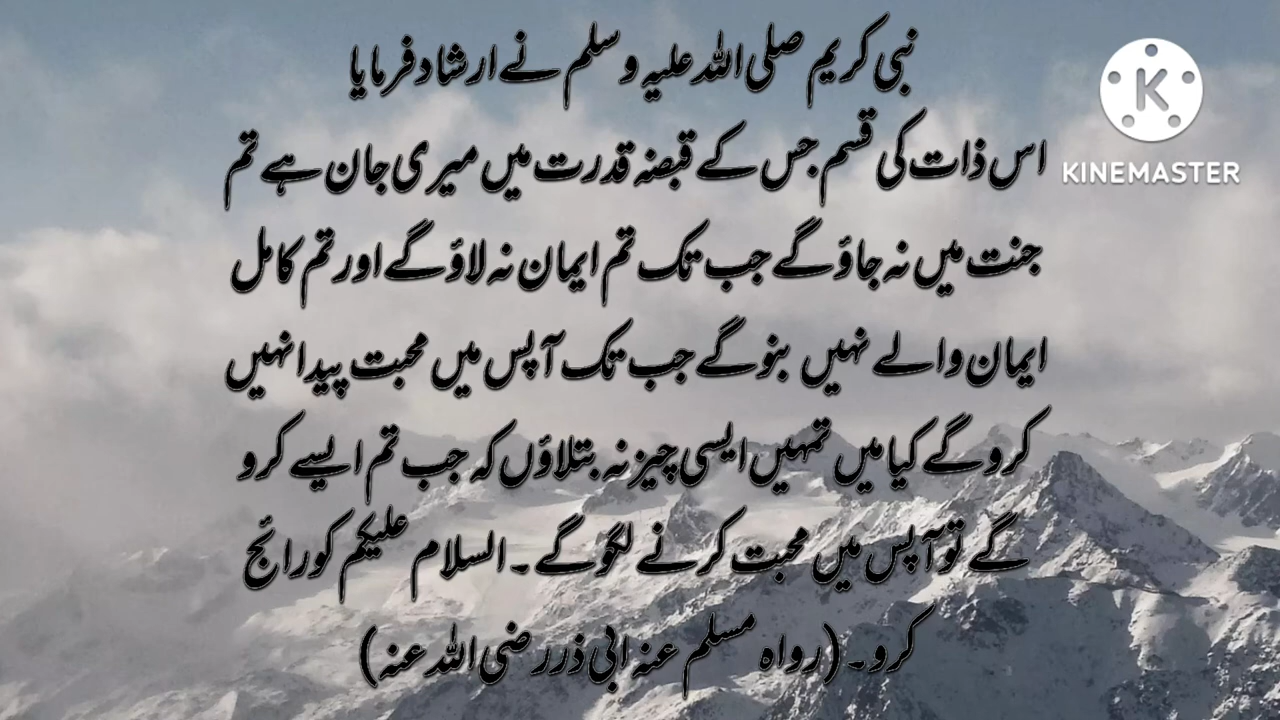 نبی کریم صلی اللہ علیہ وسلم نے ارشاد فرمایا
اس ذات کی قسم جس کے قبضہ قدرت میں میری جان ہے تم
جنت میں نہ جاؤ گے جب تک تم ایمان نہ لاؤ گے اور تم کامل
ایمان والے نہیں بنو گے جب تک آپس میں محبت پیدا نہیں
کرو گے کیا میں تمہیں ایسی چیز نہ بتلاؤں کہ جب تم ایسے کرو
گے تو آپس میں محبت کرنے لگو گے۔ السلام علیکم کو رائج
کرو۔ (رواہ مسلم عنہ ابی ذرر رضی اللہ عنہ)
K
KINEMASTER